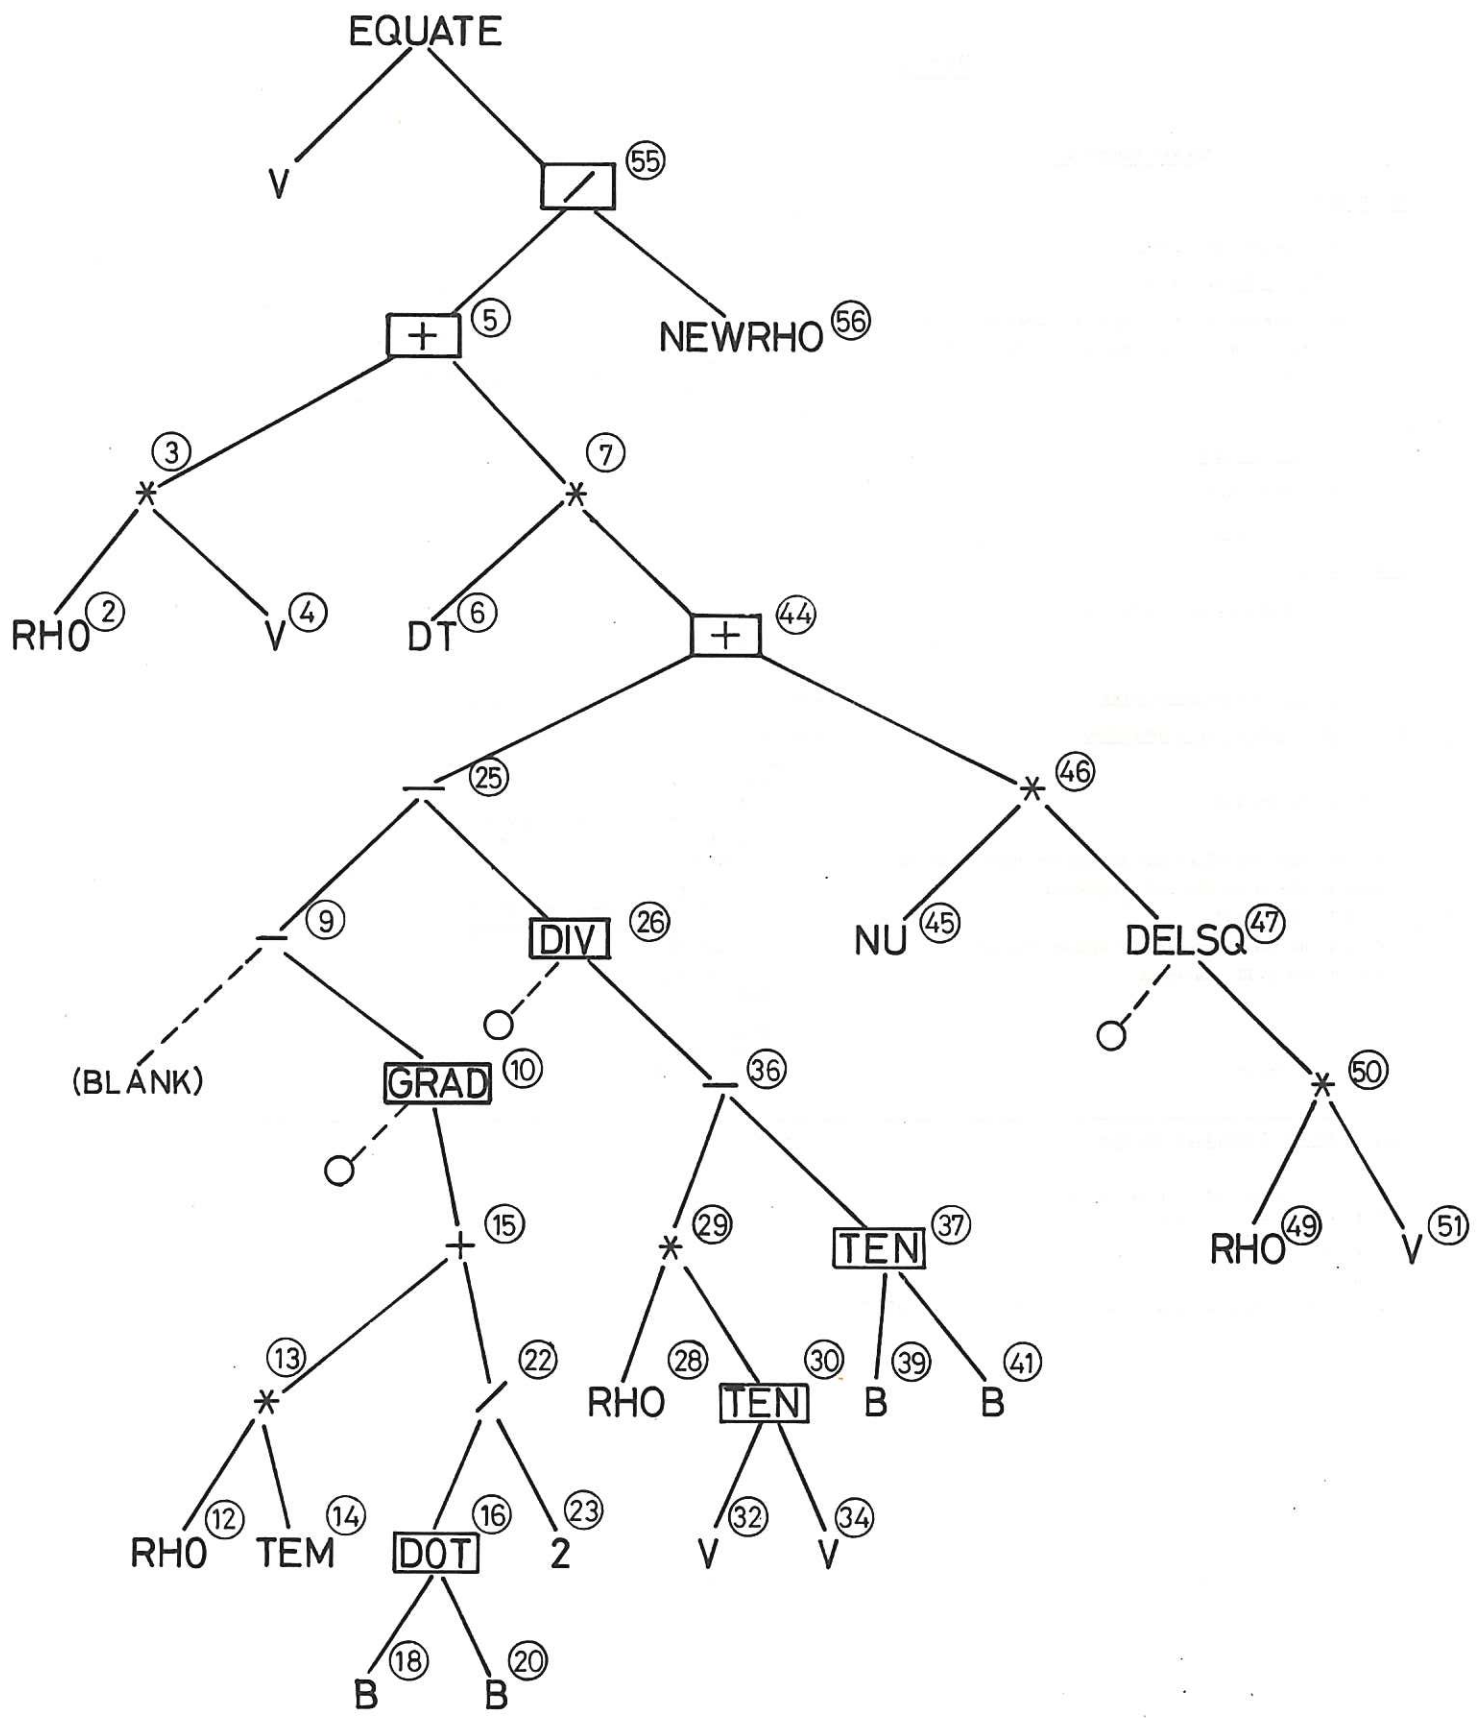 EQUATE
V / 55
+ 5 NEWRHO 56
3 7
* *
RHO 2 V 4 DT 6 + 44
− 25 * 46
− 9 DIV 26 NU 45 DELSQ 47
(BLANK) GRAD 10 − 36 * 50
+ 15 * 29 TEN 37 RHO 49 V 51
* 13 / 22 RHO 28 TEN 30 B 39 B 41
RHO 12 TEM 14 DOT 16 2 23 V 32 V 34
B 18 B 20